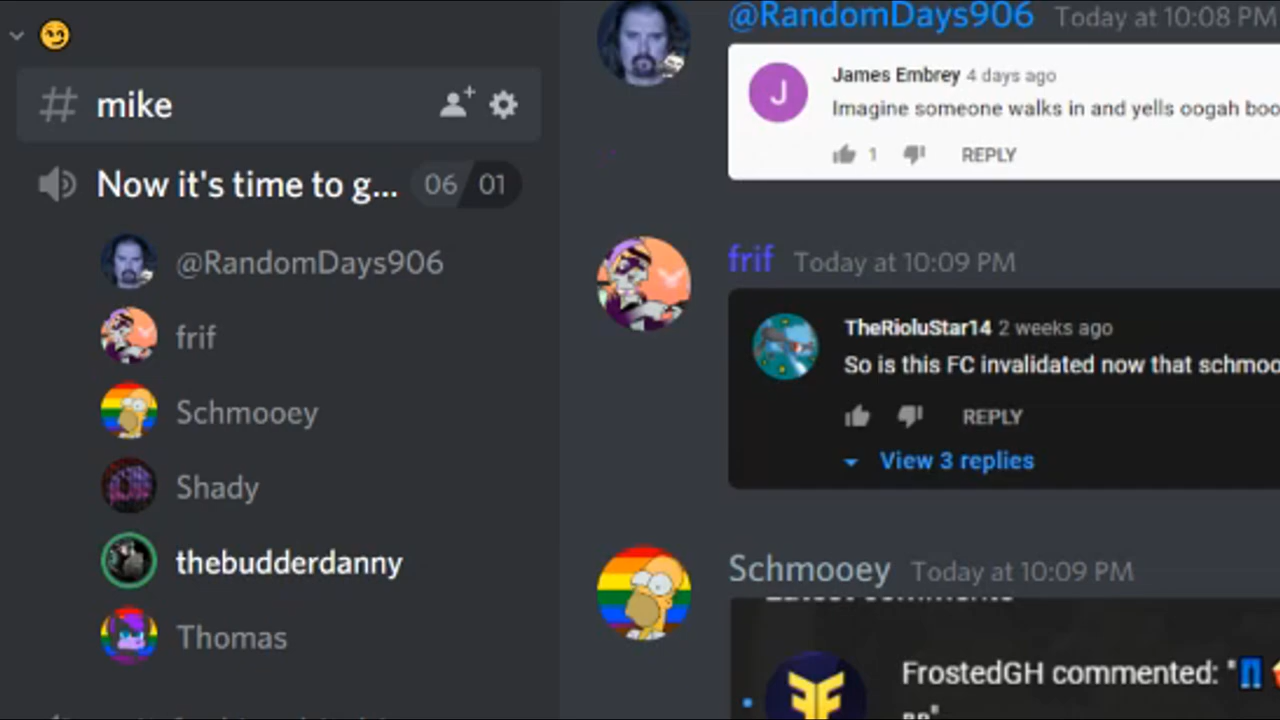 mike
Now it's time to g... 06 01
@RandomDays906
frif
Schmooey
Shady
thebudderdanny
Thomas
@RandomDays906 Today at 10:08 PM
James Embrey 4 days ago
Imagine someone walks in and yells oogah boo
1 REPLY
frif Today at 10:09 PM
TheRioluStar14 2 weeks ago
So is this FC invalidated now that schmoo
REPLY
View 3 replies
Schmooey Today at 10:09 PM
Latest comments
FrostedGH commented: "👖